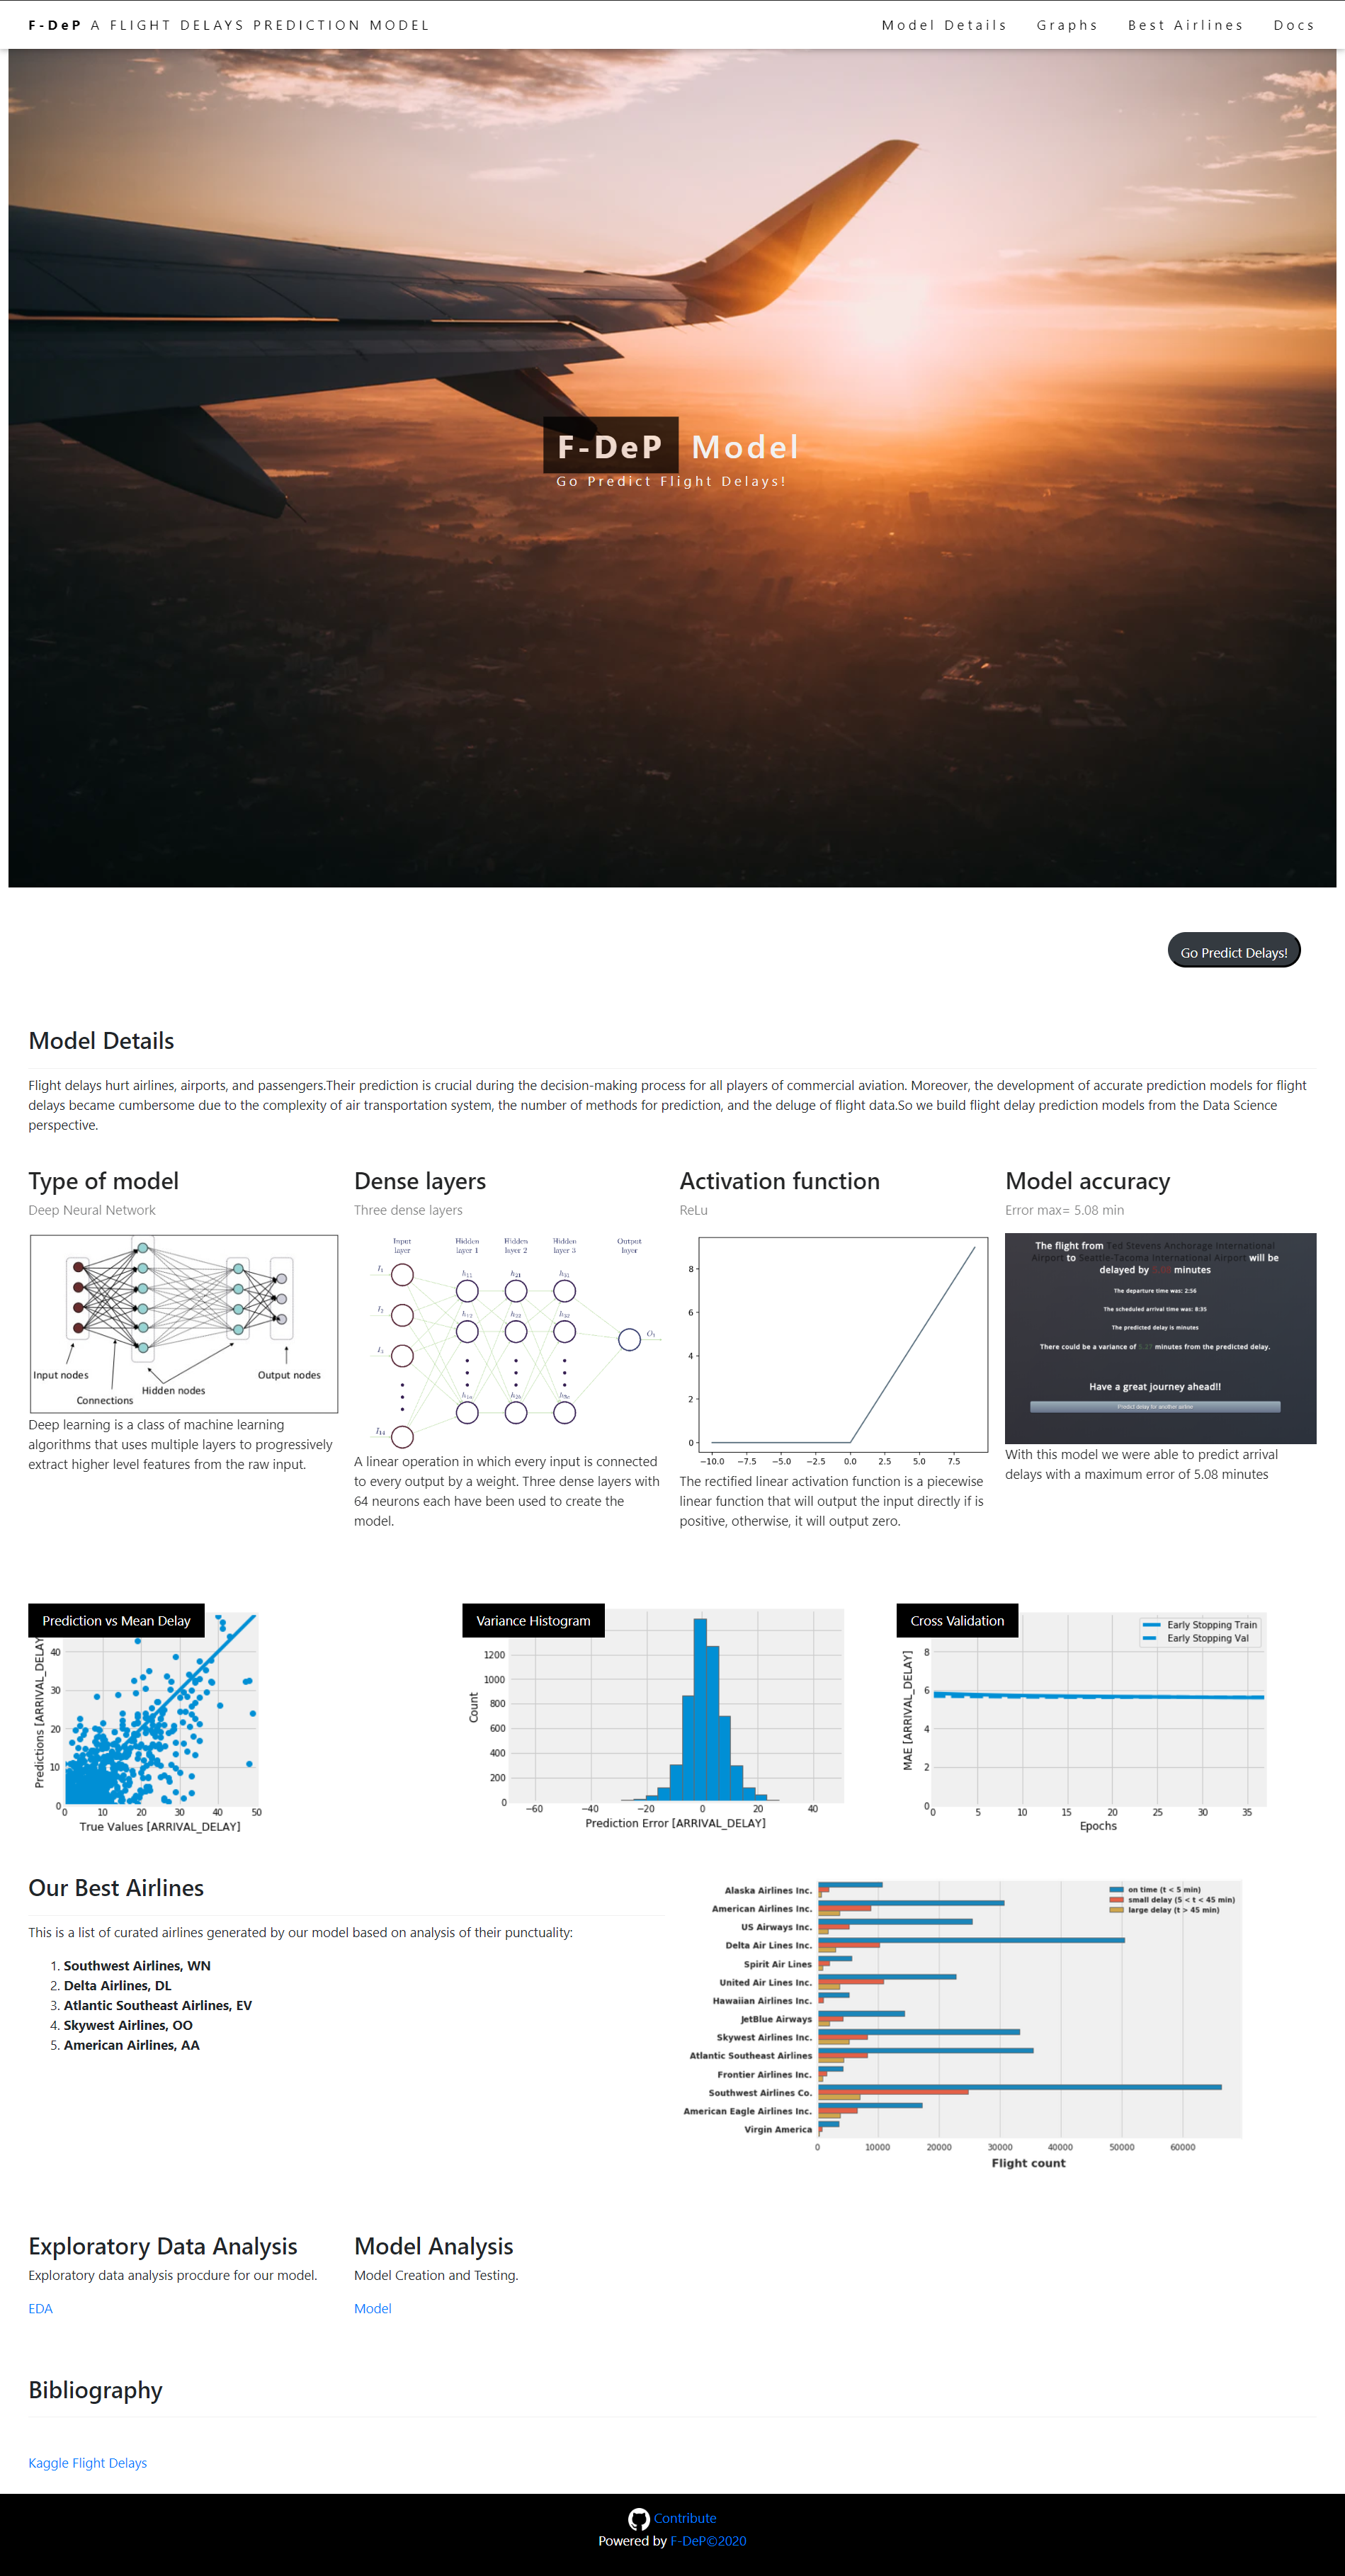 F-DeP A FLIGHT DELAYS PREDICTION MODEL
Model Details Graphs Best Airlines Docs
F-DeP Model
Go Predict Flight Delays!
Go Predict Delays!
Model Details
Flight delays hurt airlines, airports, and passengers.Their prediction is crucial during the decision-making process for all players of commercial aviation. Moreover, the development of accurate prediction models for flight
delays became cumbersome due to the complexity of air transportation system, the number of methods for prediction, and the deluge of flight data.So we build flight delay prediction models from the Data Science
perspective.
Type of model
Deep Neural Network
Input nodes
Connections
Hidden nodes
Output nodes
Deep learning is a class of machine learning
algorithms that uses multiple layers to progressively
extract higher level features from the raw input.
Dense layers
Three dense layers
Input layer
Hidden layer 1
Hidden layer 2
Hidden layer 3
Output layer
A linear operation in which every input is connected
to every output by a weight. Three dense layers with
64 neurons each have been used to create the
model.
Activation function
ReLu
8
6
4
2
0
−10.0 −7.5 −5.0 −2.5 0.0 2.5 5.0 7.5
The rectified linear activation function is a piecewise
linear function that will output the input directly if is
positive, otherwise, it will output zero.
Model accuracy
Error max= 5.08 min
The flight from Ted Stevens Anchorage International
Airport to Seattle-Tacoma International Airport will be
delayed by minutes
The departure time was: 2:56
The scheduled arrival time was: 8:35
The predicted delay is minutes
There could be a variance of minutes from the predicted delay.
Have a great journey ahead!!
Predict delay for another airline
With this model we were able to predict arrival
delays with a maximum error of 5.08 minutes
Prediction vs Mean Delay
Predictions [ARRIVAL_DELAY
40
30
20
10
0
0 10 20 30 40 50
True Values [ARRIVAL_DELAY]
Variance Histogram
Count
1200
1000
800
600
400
200
0
−60 −40 −20 0 20 40
Prediction Error [ARRIVAL_DELAY]
Cross Validation
Early Stopping Train
Early Stopping Val
MAE [ARRIVAL_DELAY]
8
6
4
2
0
0 5 10 15 20 25 30 35
Epochs
Our Best Airlines
This is a list of curated airlines generated by our model based on analysis of their punctuality:
1. Southwest Airlines, WN
2. Delta Airlines, DL
3. Atlantic Southeast Airlines, EV
4. Skywest Airlines, OO
5. American Airlines, AA
on time (t < 5 min)
small delay (5 < t < 45 min)
large delay (t > 45 min)
Alaska Airlines Inc.
American Airlines Inc.
US Airways Inc.
Delta Air Lines Inc.
Spirit Air Lines
United Air Lines Inc.
Hawaiian Airlines Inc.
JetBlue Airways
Skywest Airlines Inc.
Atlantic Southeast Airlines
Frontier Airlines Inc.
Southwest Airlines Co.
American Eagle Airlines Inc.
Virgin America
0 10000 20000 30000 40000 50000 60000
Flight count
Exploratory Data Analysis
Exploratory data analysis procdure for our model.
EDA
Model Analysis
Model Creation and Testing.
Model
Bibliography
Kaggle Flight Delays
Contribute
Powered by F-DeP©2020